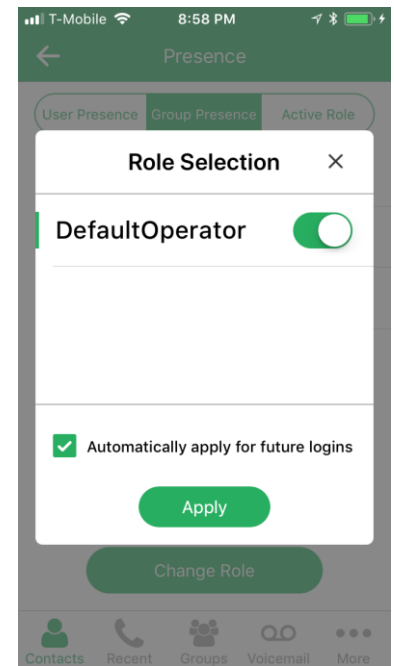 T-Mobile 8:58 PM
Presence
User Presence Group Presence Active Role
Role Selection
DefaultOperator
Automatically apply for future logins
Apply
Change Role
Contacts Recent Groups Voicemail More